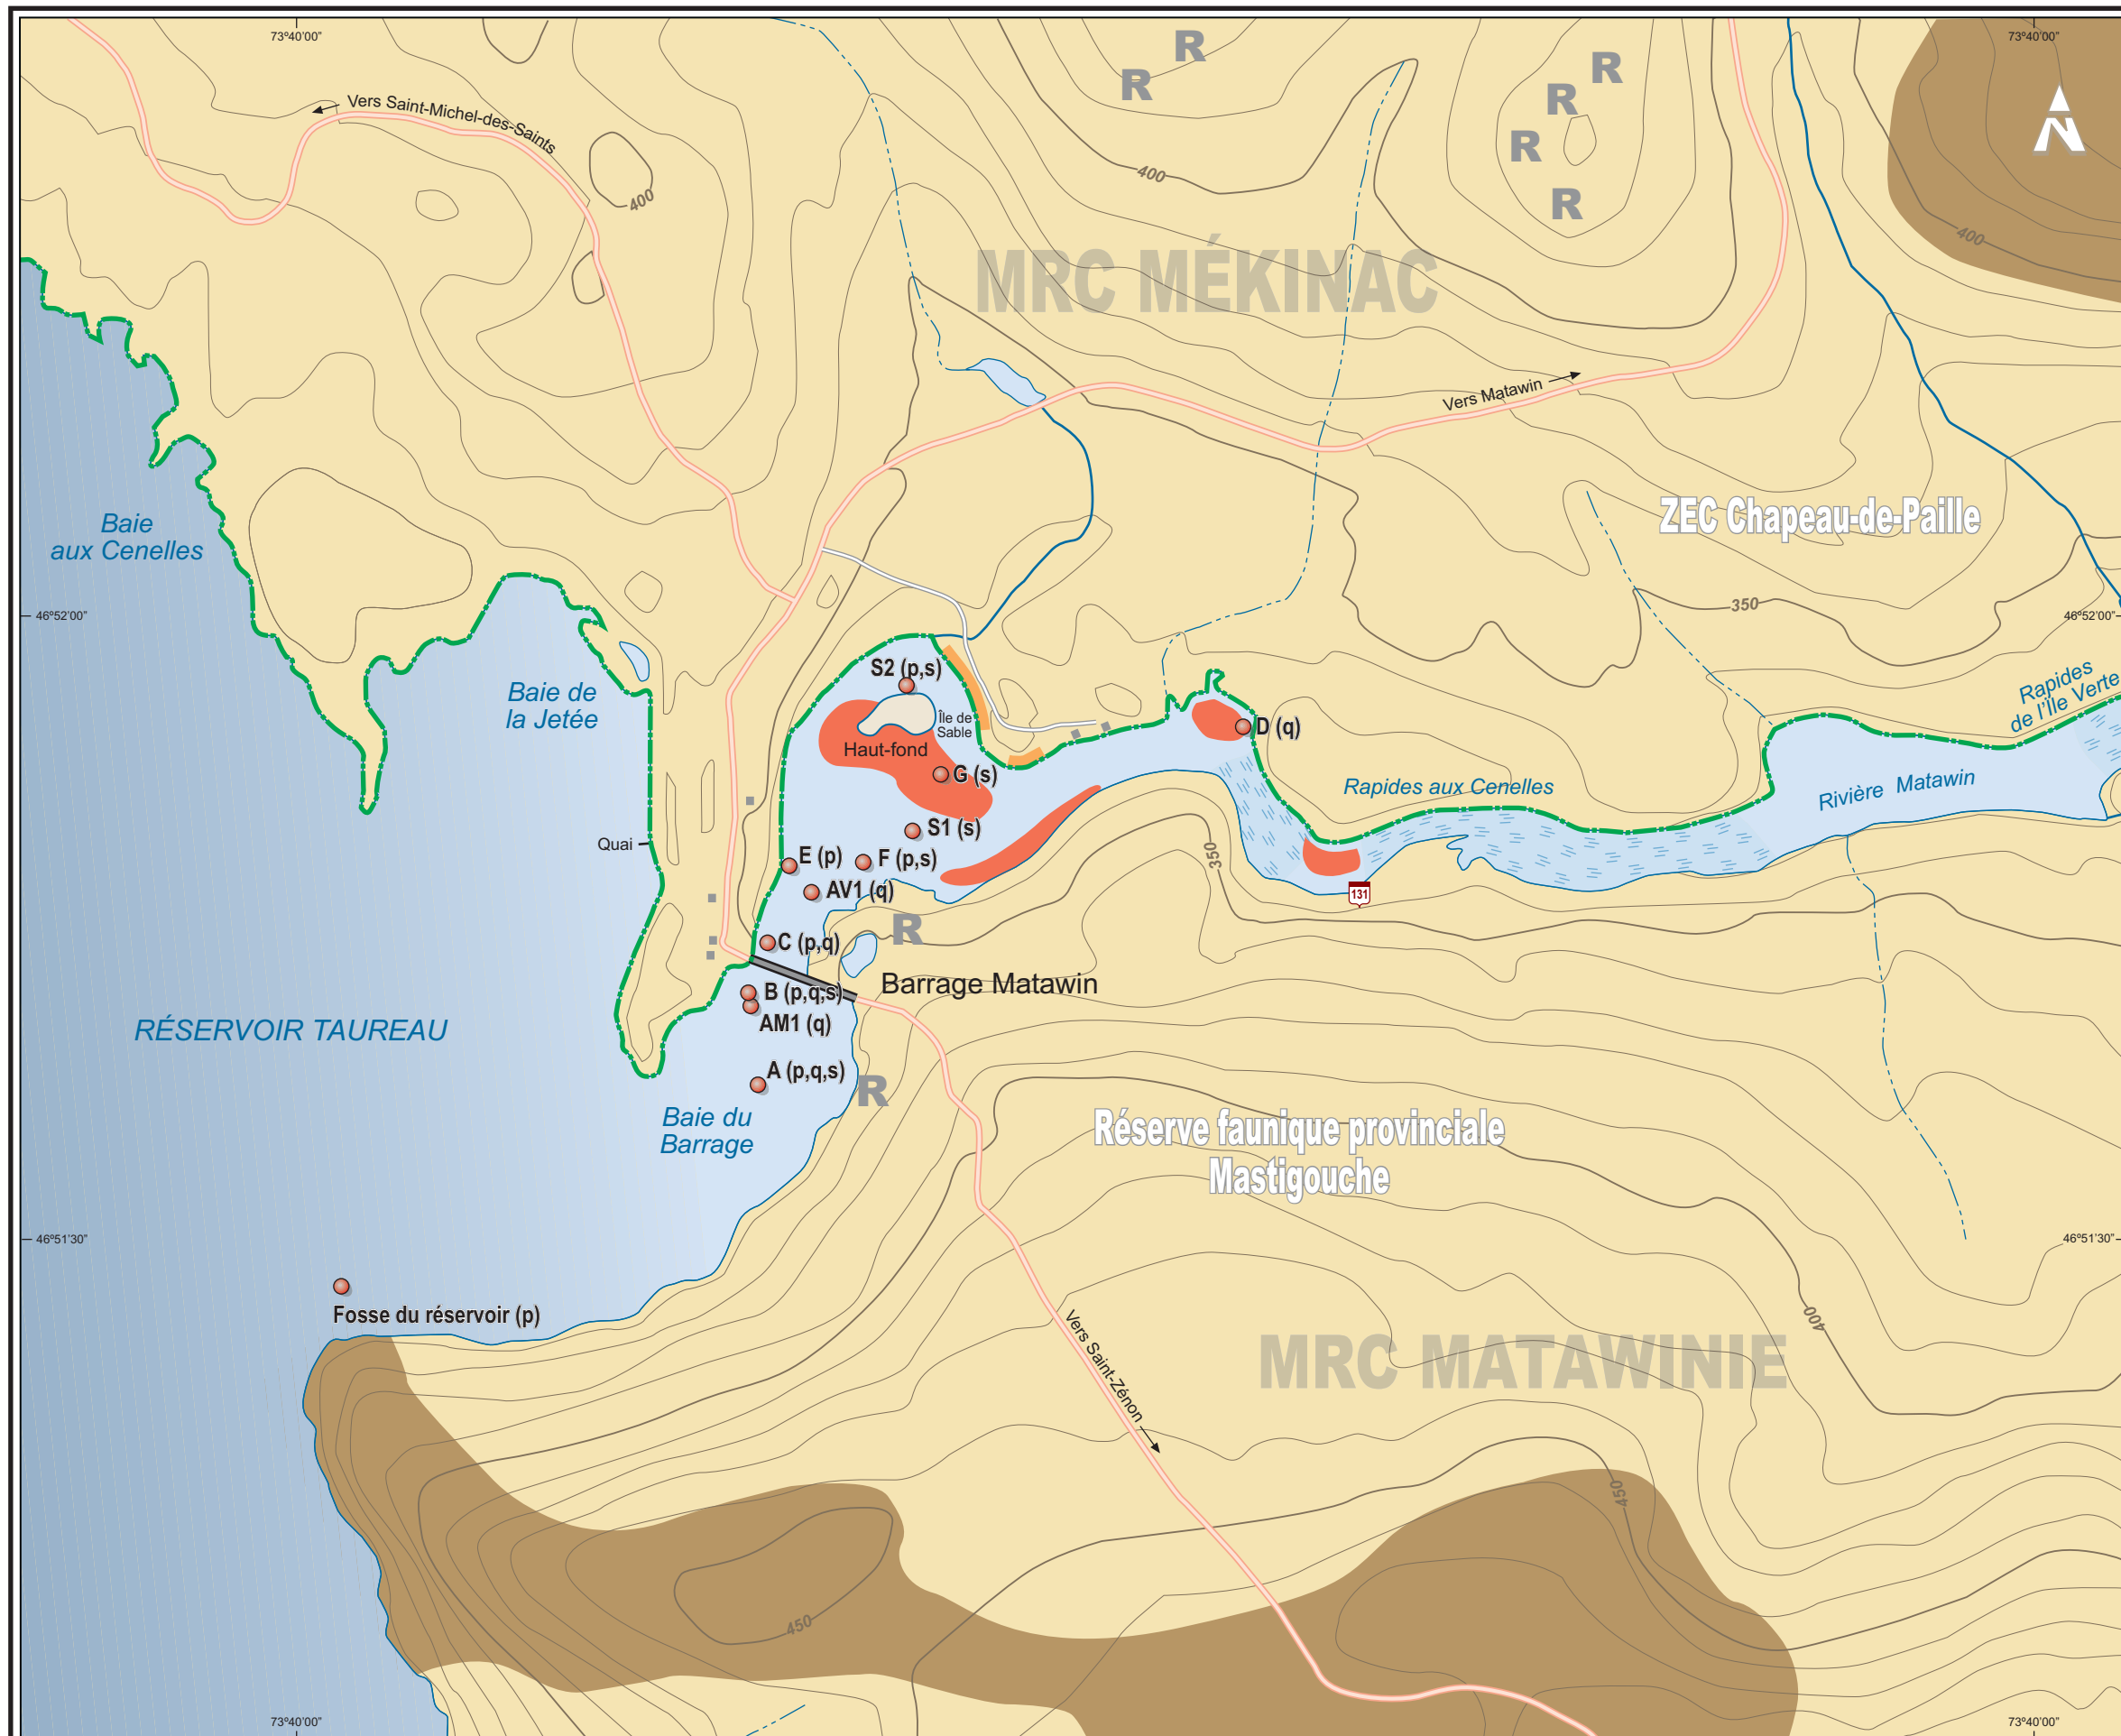 73°40'00"
73°40'00"
R
R
R
R
R
R
Vers Saint-Michel-des-Saints
400
400
400
MRC MÉKINAC
Vers Matawin
ZEC Chapeau-de-Paille
Baie
aux Cenelles
46°52'00"
46°52'00"
350
S2 (p,s)
Baie de
la Jetée
Île de
Sable
Haut-fond
D (q)
Rapides
de l'Île Verte
G (s)
Rapides aux Cenelles
Rivière Matawin
S1 (s)
Quai
E (p)
F (p,s)
350
AV1 (q)
131
R
C (p,q)
Barrage Matawin
B (p,q,s)
AM1 (q)
RÉSERVOIR TAUREAU
A (p,q,s)
R
Baie du
Barrage
Réserve faunique provinciale
Mastigouche
46°51'30"
46°51'30"
Fosse du réservoir (p)
400
Vers Saint-Zénon
MRC MATAWINIE
450
450
73°40'00"
73°40'00"
N